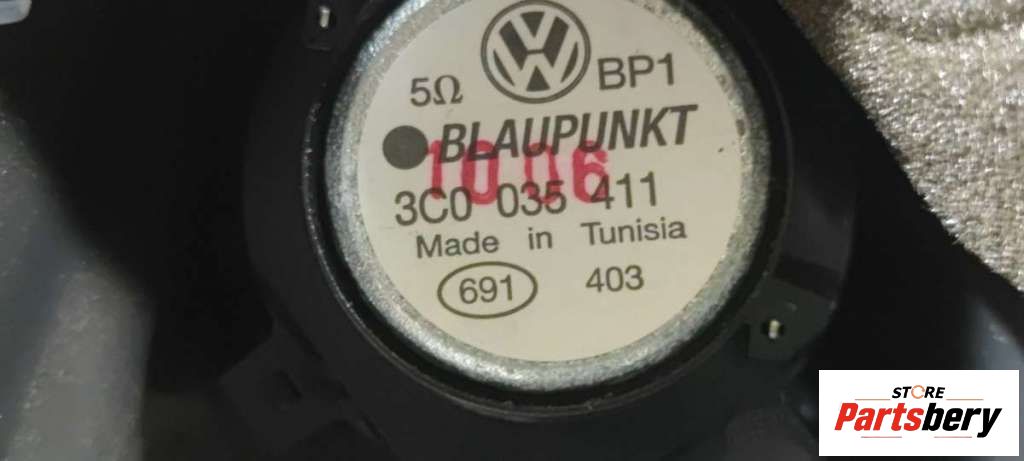 5Ω BP1
BLAUPUNKT
10 06
3C0 035 411
Made in Tunisia
691 403
STORE
Partsbery